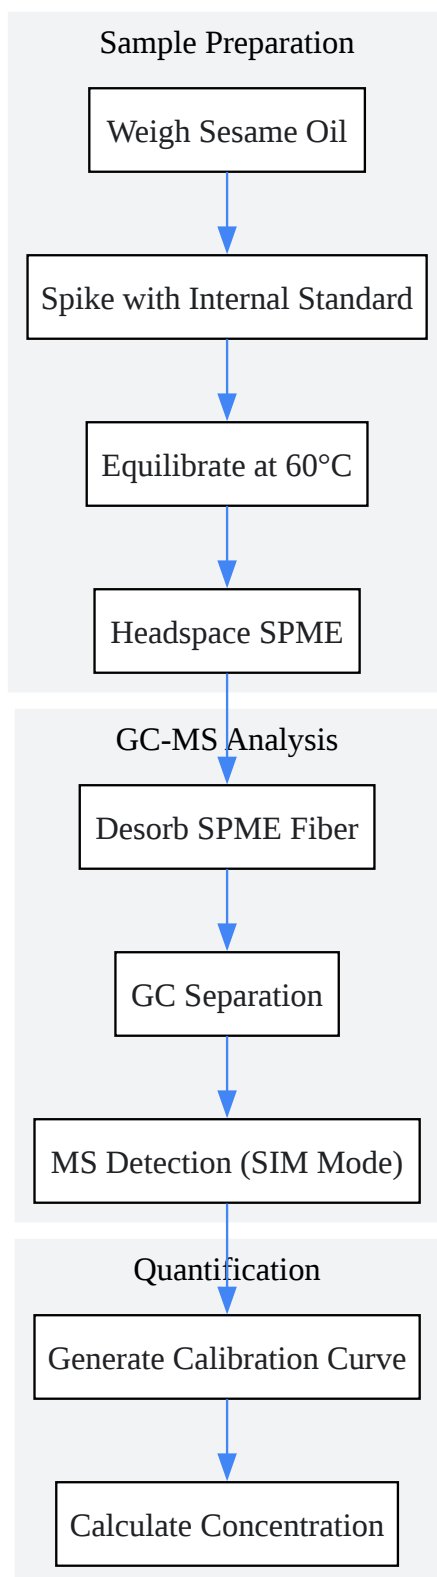 Sample Preparation
Weigh Sesame Oil
Spike with Internal Standard
Equilibrate at 60°C
Headspace SPME
GC-MS Analysis
Desorb SPME Fiber
GC Separation
MS Detection (SIM Mode)
Quantification
Generate Calibration Curve
Calculate Concentration